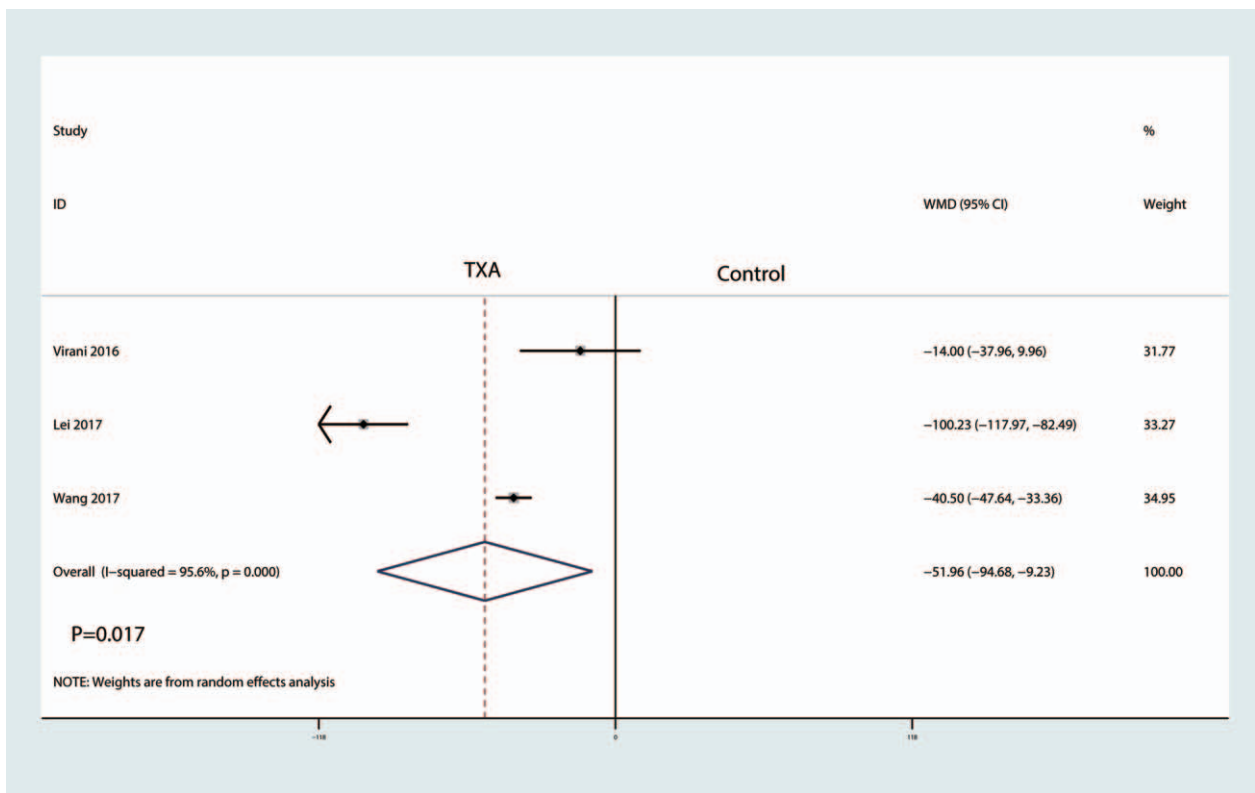 Study %
ID WMD (95% CI) Weight
TXA Control
Virani 2016 −14.00 (−37.96, 9.96) 31.77
Lei 2017 −100.23 (−117.97, −82.49) 33.27
Wang 2017 −40.50 (−47.64, −33.36) 34.95
Overall (I−squared = 95.6%, p = 0.000) −51.96 (−94.68, −9.23) 100.00
P=0.017
NOTE: Weights are from random effects analysis
−118 0 118